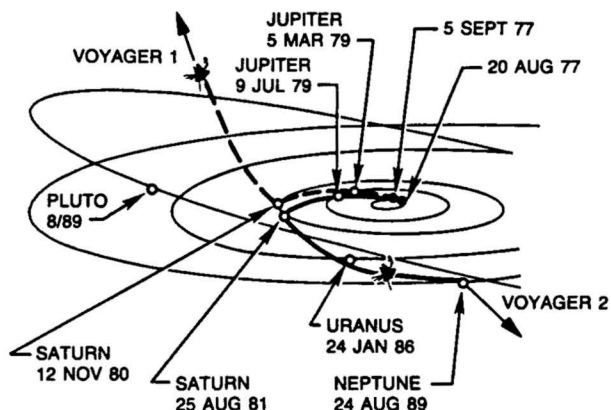 JUPITER
5 MAR 79
5 SEPT 77
VOYAGER 1
JUPITER
9 JUL 79
20 AUG 77
PLUTO
8/89
VOYAGER 2
URANUS
24 JAN 86
SATURN
12 NOV 80
SATURN
25 AUG 81
NEPTUNE
24 AUG 89